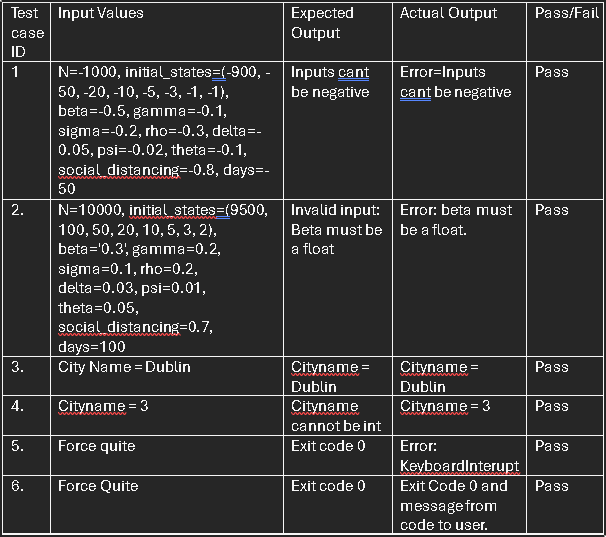 Test case ID	Input Values	Expected Output	Actual Output	Pass/Fail
1	N=-1000, initial_states=(-900, -	Inputs cant	Error=Inputs	Pass
50, -20, -10, -5, -3, -1, -1),	be negative	cant be negative
beta=-0.5, gamma=-0.1,
sigma=-0.2, rho=-0.3, delta=-
0.05, psi=-0.02, theta=-0.1,
social_distancing=-0.8, days=-
50
2.	N=10000, initial_states=(9500,	Invalid input:	Error: beta must	Pass
100, 50, 20, 10, 5, 3, 2),	Beta must be	be a float.
beta='0.3', gamma=0.2,	a float
sigma=0.1, rho=0.2,
delta=0.03, psi=0.01,
theta=0.05,
social_distancing=0.7,
days=100
3.	City Name = Dublin	Cityname =	Cityname =	Pass
Dublin	Dublin
4.	Cityname = 3	Cityname	Cityname = 3	Pass
cannot be int
5.	Force quite	Exit code 0	Error:	Pass
KeyboardInterupt
6.	Force Quite	Exit code 0	Exit Code 0 and	Pass
message from
code to user.